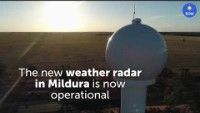 The new weather radar
in Mildura is now
operational